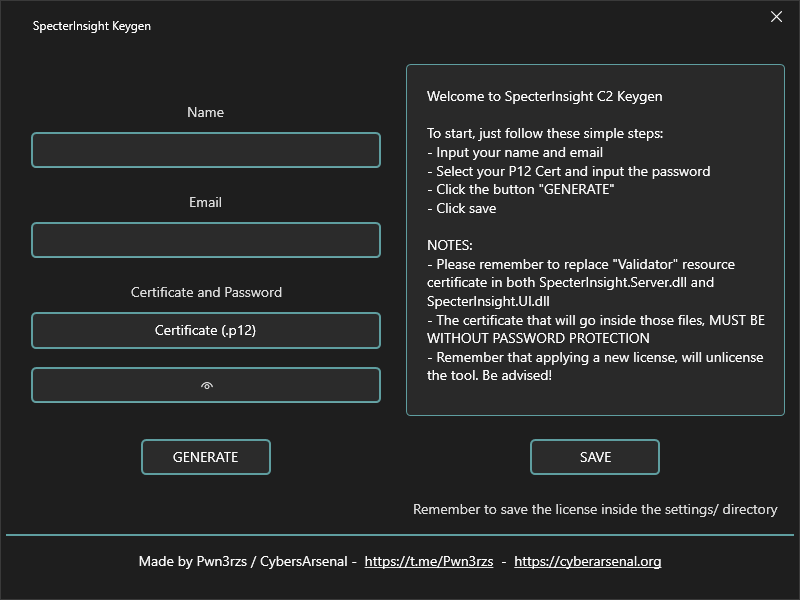 SpecterInsight Keygen
Name
Email
Certificate and Password
Certificate (.p12)
GENERATE
Welcome to SpecterInsight C2 Keygen
To start, just follow these simple steps:
- Input your name and email
- Select your P12 Cert and input the password
- Click the button "GENERATE"
- Click save
NOTES:
- Please remember to replace "Validator" resource
certificate in both SpecterInsight.Server.dll and
SpecterInsight.UI.dll
- The certificate that will go inside those files, MUST BE
WITHOUT PASSWORD PROTECTION
- Remember that applying a new license, will unlicense
the tool. Be advised!
SAVE
Remember to save the license inside the settings/ directory
Made by Pwn3rzs / CybersArsenal - https://t.me/Pwn3rzs - https://cyberarsenal.org